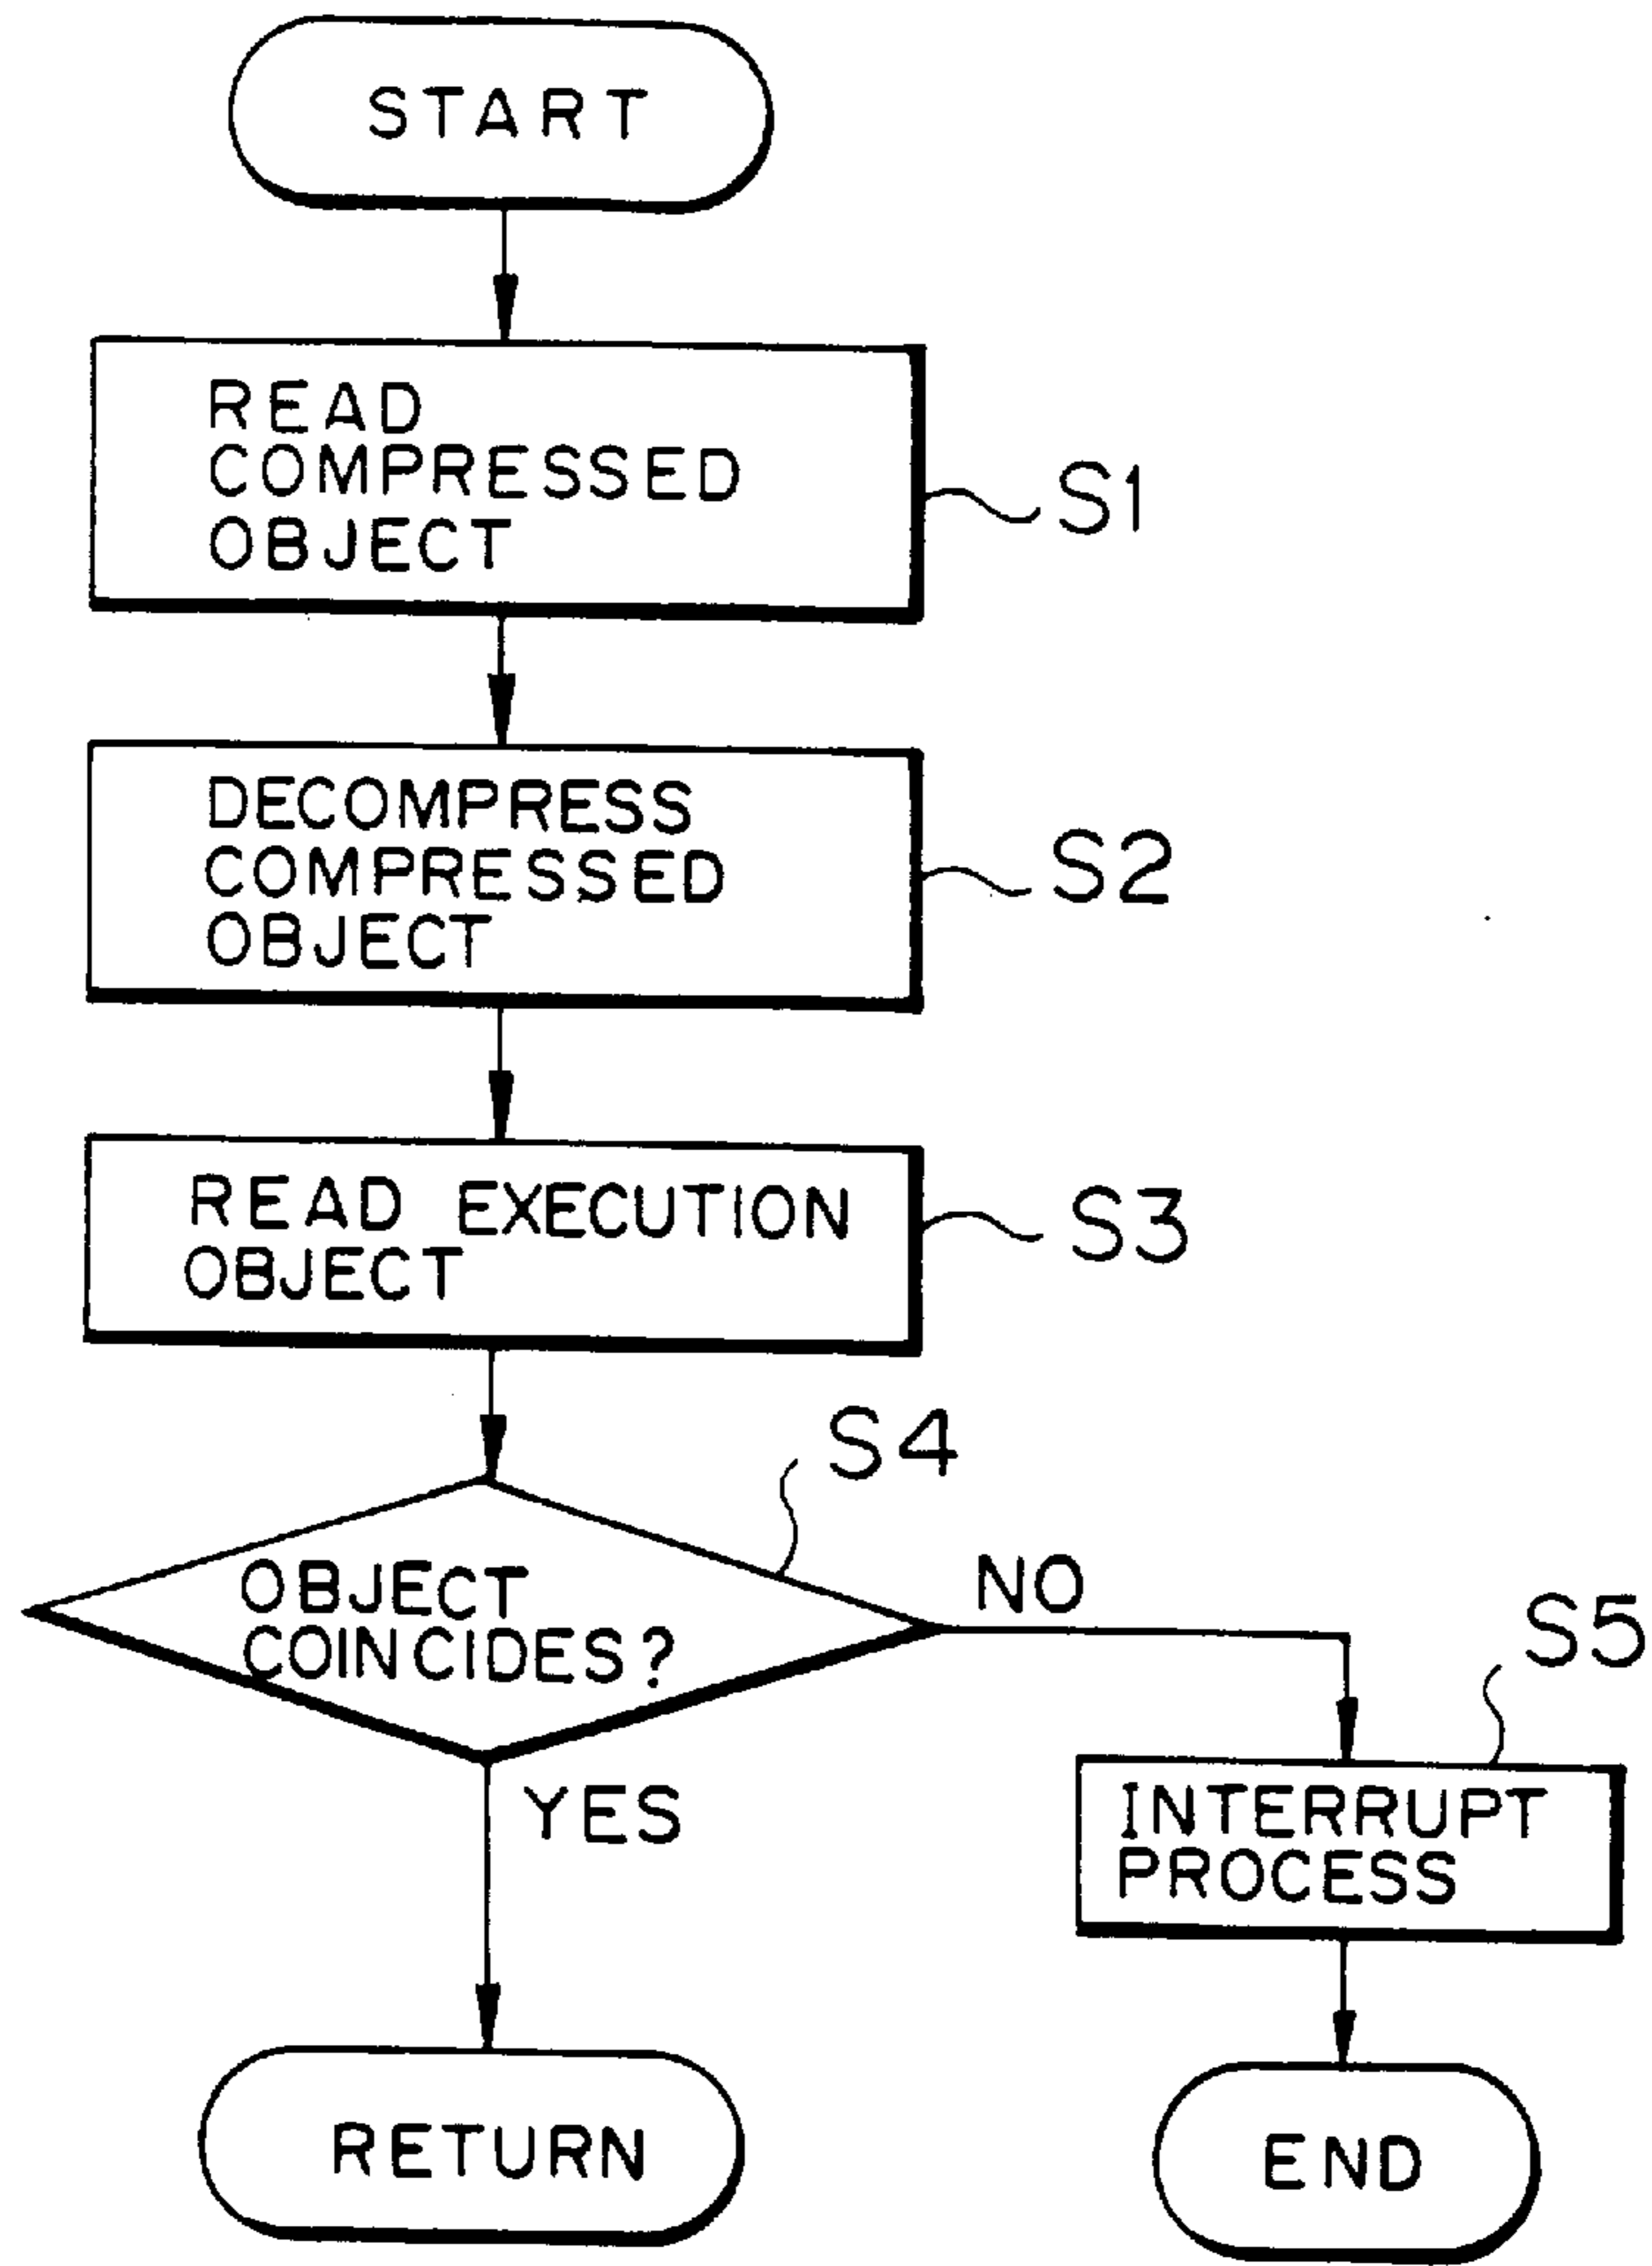 START
READ
COMPRESSED
OBJECT
S1
DECOMPRESS
COMPRESSED
OBJECT
S2
READ EXECUTION
OBJECT
S3
S4
OBJECT
COINCIDES?
NO
S5
YES
INTERRUPT
PROCESS
RETURN
END